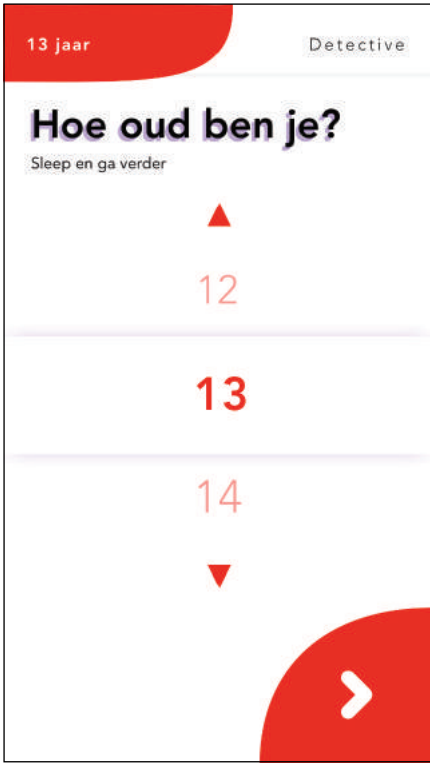 13 jaar
Detective
Hoe oud ben je?
Sleep en ga verder
12
13
14